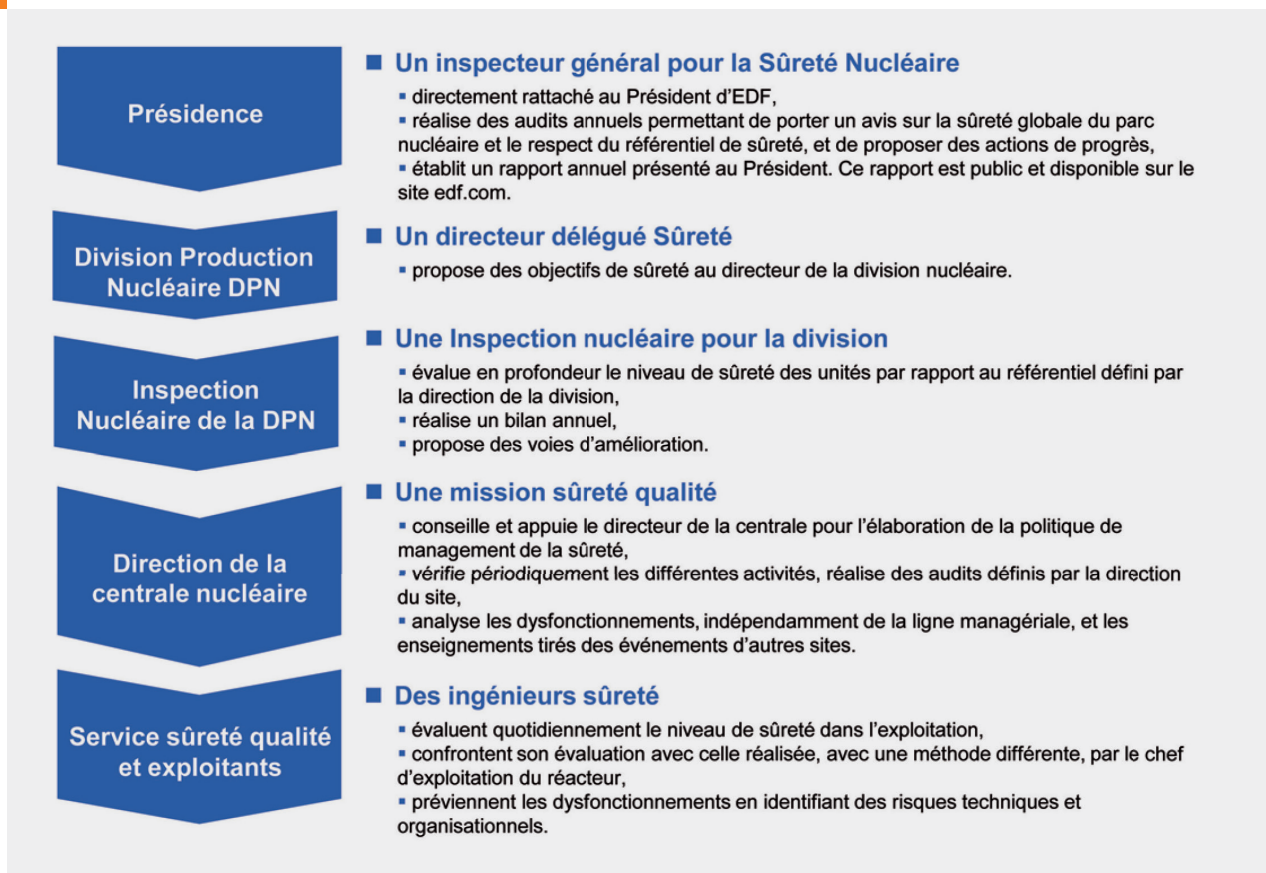 Présidence
■ Un inspecteur général pour la Sûreté Nucléaire
▪ directement rattaché au Président d'EDF,
▪ réalise des audits annuels permettant de porter un avis sur la sûreté globale du parc
nucléaire et le respect du référentiel de sûreté, et de proposer des actions de progrès,
▪ établit un rapport annuel présenté au Président. Ce rapport est public et disponible sur le
site edf.com.
Division Production
Nucléaire DPN
■ Un directeur délégué Sûreté
▪ propose des objectifs de sûreté au directeur de la division nucléaire.
Inspection
Nucléaire de la DPN
■ Une Inspection nucléaire pour la division
▪ évalue en profondeur le niveau de sûreté des unités par rapport au référentiel défini par
la direction de la division,
▪ réalise un bilan annuel,
▪ propose des voies d'amélioration.
Direction de la
centrale nucléaire
■ Une mission sûreté qualité
▪ conseille et appuie le directeur de la centrale pour l'élaboration de la politique de
management de la sûreté,
▪ vérifie périodiquement les différentes activités, réalise des audits définis par la direction
du site,
▪ analyse les dysfonctionnements, indépendamment de la ligne managériale, et les
enseignements tirés des événements d'autres sites.
Service sûreté qualité
et exploitants
■ Des ingénieurs sûreté
▪ évaluent quotidiennement le niveau de sûreté dans l'exploitation,
▪ confrontent son évaluation avec celle réalisée, avec une méthode différente, par le chef
d'exploitation du réacteur,
▪ préviennent les dysfonctionnements en identifiant des risques techniques et
organisationnels.